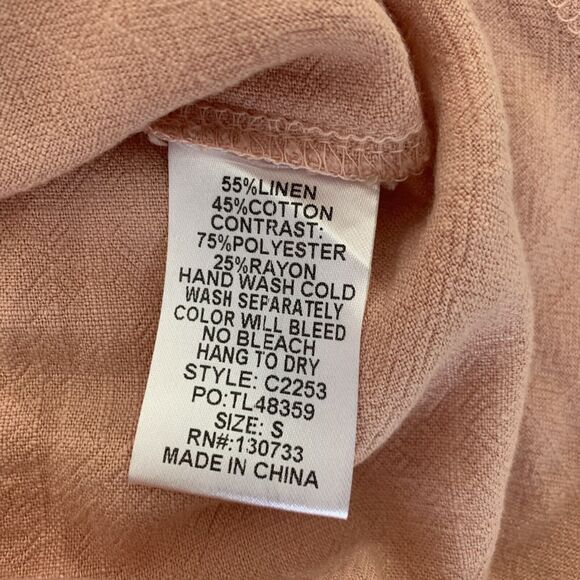 55%LINEN
45%COTTON
CONTRAST:
75%POLYESTER
25%RAYON
HAND WASH COLD
WASH SEPARATELY
COLOR WILL BLEED
NO BLEACH
HANG TO DRY
STYLE: C2253
PO:TL48359
SIZE: S
RN#:130733
MADE IN CHINA